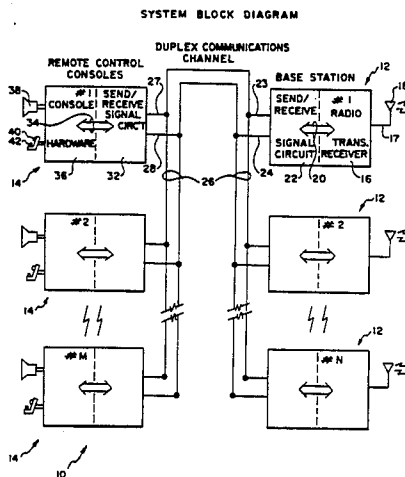 SYSTEM BLOCK DIAGRAM
DUPLEX COMMUNICATIONS
CHANNEL
REMOTE CONTROL
CONSOLES
BASE STATION
38
27
23
12
18
#1
CONSOLE
34
SEND/
RECEIVE
SIGNAL
CIRCT
SEND/
RECEIVE
#1
RADIO
17
40
42
HARDWARE
36
32
28
26
24
SIGNAL
CIRCUIT
22
20
TRANS.
RECEIVER
16
14
12
#2
#2
14
12
#M
#N
14
10